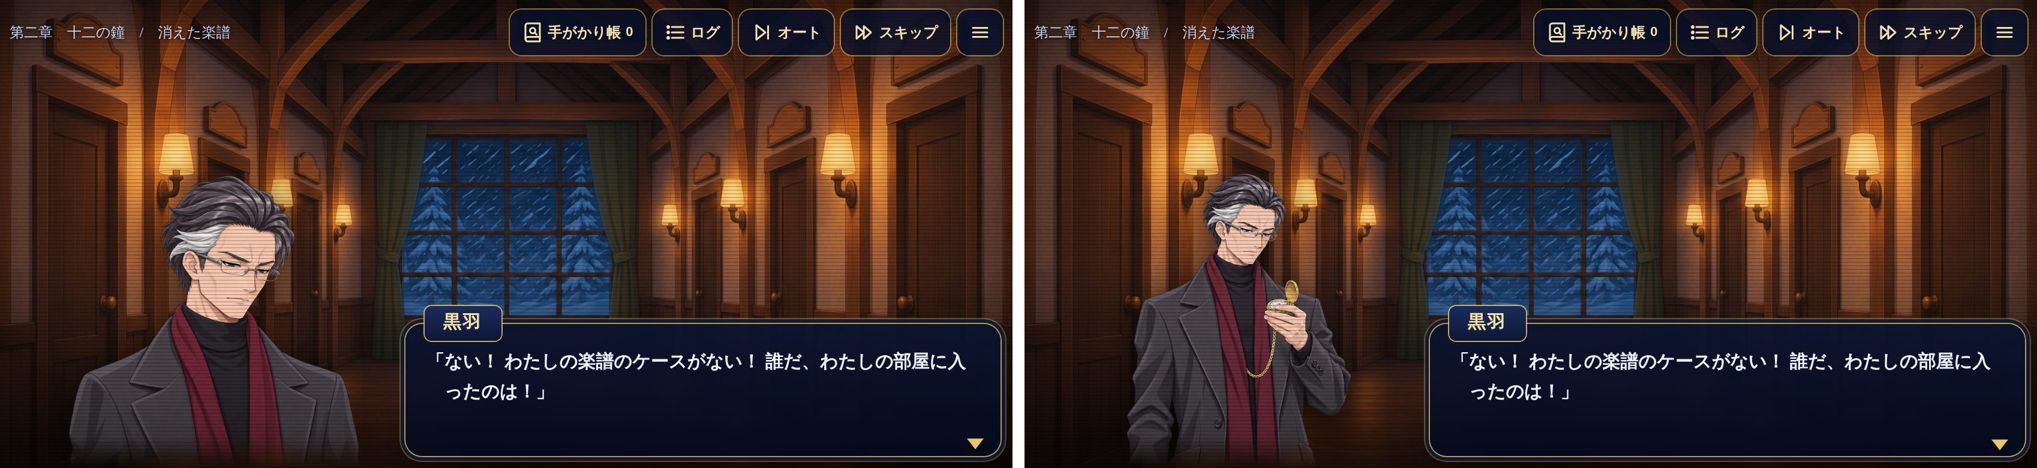 第二章 十二の鐘 / 消えた楽譜
手がかり帳 0
ログ
オート
スキップ
黒羽
「ない！ わたしの楽譜のケースがない！ 誰だ、わたしの部屋に入
ったのは！」
第二章 十二の鐘 / 消えた楽譜
手がかり帳 0
ログ
オート
スキップ
黒羽
「ない！ わたしの楽譜のケースがない！ 誰だ、わたしの部屋に入
ったのは！」